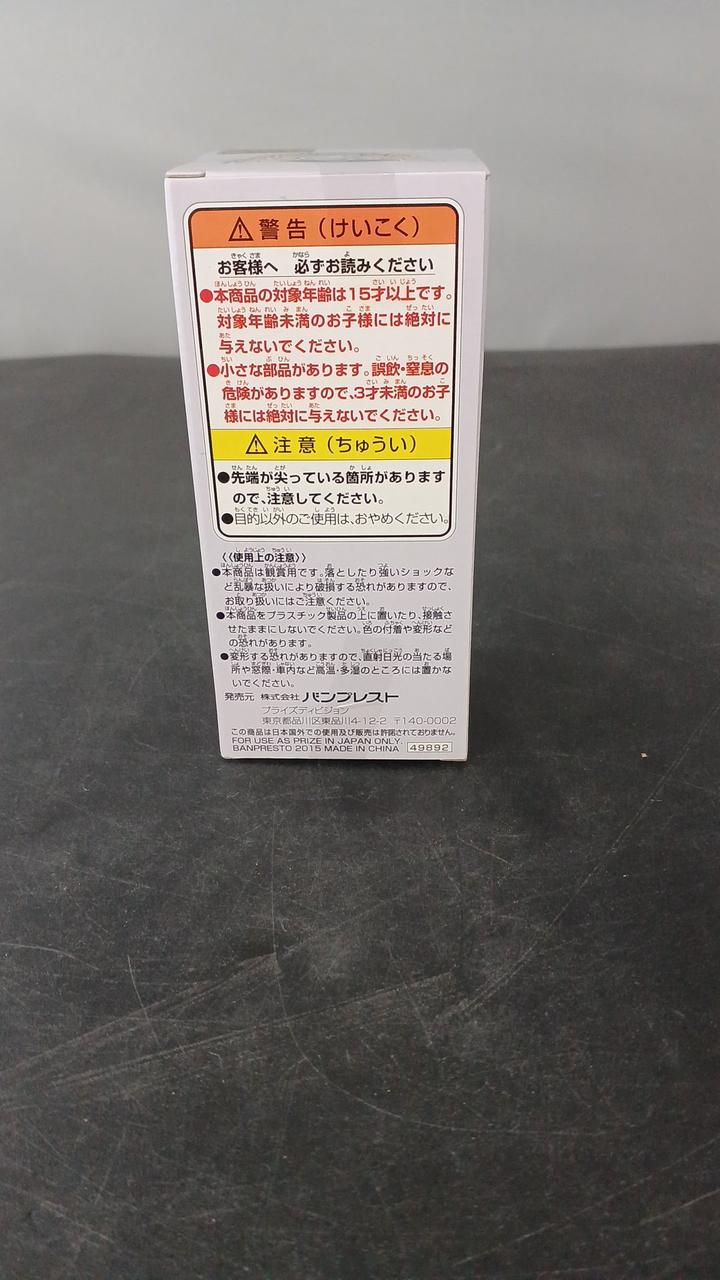 ⚠警告(けいこく)
お客様へ 必ずお読みください
●本商品の対象年齢は15才以上です。
対象年齢未満のお子様には絶対に
与えないでください。
●小さな部品があります。誤飲・窒息の
危険がありますので、3才未満のお子
様には絶対に与えないでください。
⚠注意(ちゅうい)
●先端が尖っている箇所があります
ので、注意してください。
●目的以外のご使用は、おやめください。
《使用上の注意》
●本商品は観賞用です。落としたり強いショックな
ど乱暴な扱いにより破損する恐れがありますので、
お取り扱いにはご注意ください。
●本商品をプラスチック製品の上に置いたり、接触さ
せたままにしないでください。色の付着や変形など
の恐れがあります。
●変形する恐れがありますので、直射日光の当たる場
所や窓際・車内など高温・多湿のところには置かな
いでください。
発売元 株式会社 バンプレスト
プライズディビジョン
東京都品川区東品川4-12-2 〒140-0002
この商品は日本国外での使用及び販売は許諾されておりません。
FOR USE AS PRIZE IN JAPAN ONLY.
BANPRESTO 2015 MADE IN CHINA 49892